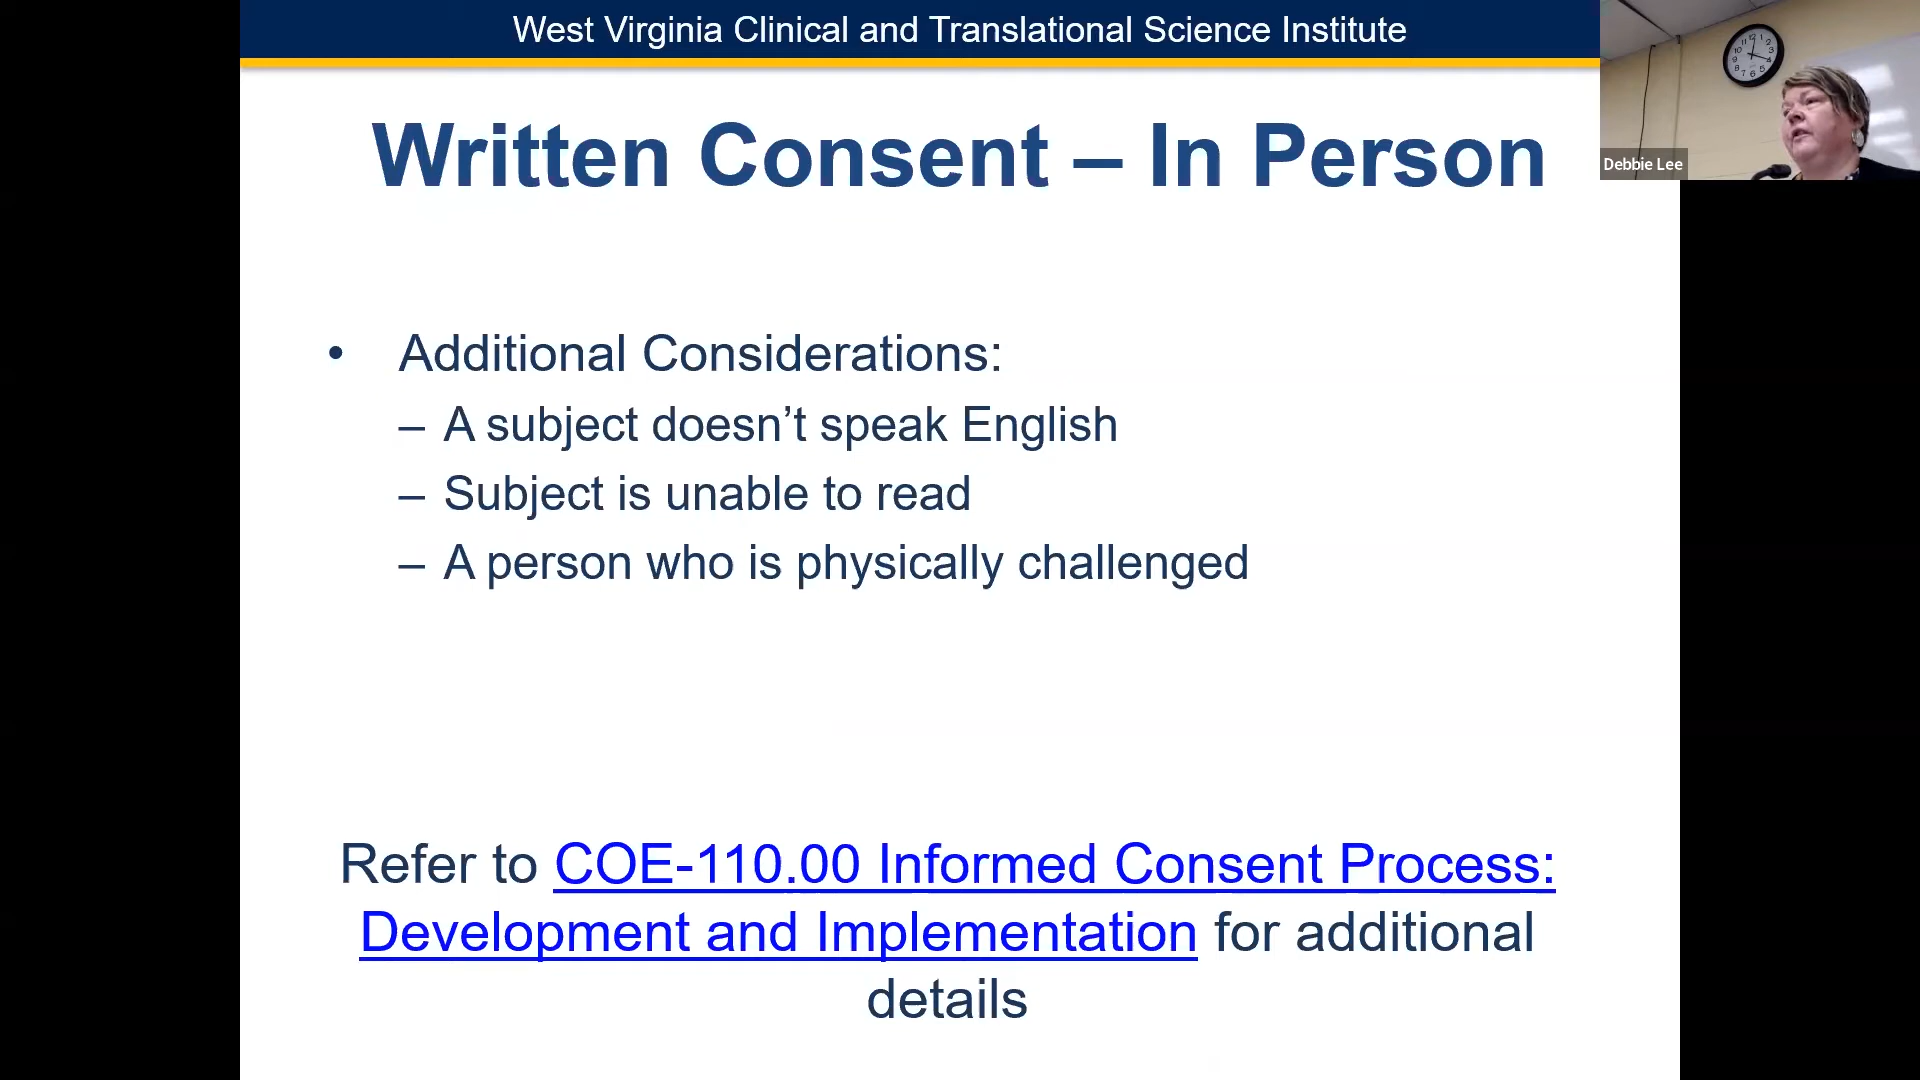 West Virginia Clinical and Translational Science Institute
Written Consent – In Person
Debbie Lee
• Additional Considerations:
– A subject doesn’t speak English
– Subject is unable to read
– A person who is physically challenged
Refer to COE-110.00 Informed Consent Process:
Development and Implementation for additional
details